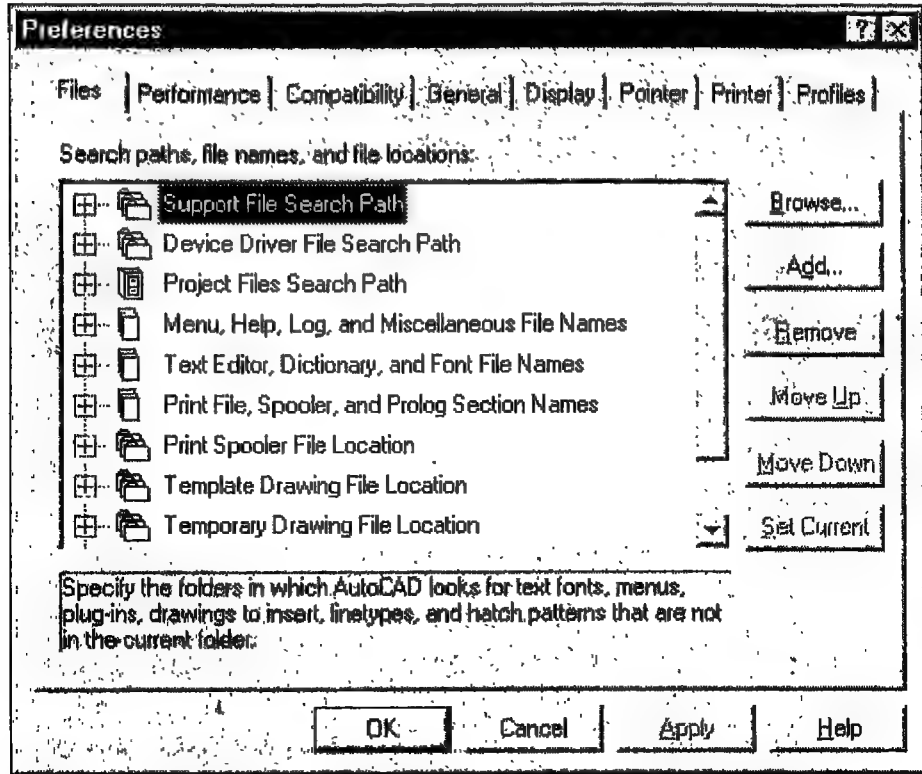 Preferences
Files Performance Compatibility General Display Pointer Printer Profiles
Search paths, file names, and file locations:
Support File Search Path
Device Driver File Search Path
Project Files Search Path
Menu, Help, Log, and Miscellaneous File Names
Text Editor, Dictionary, and Font File Names
Print File, Spooler, and Prolog Section Names
Print Spooler File Location
Template Drawing File Location
Temporary Drawing File Location
Browse...
Add...
Remove
Move Up
Move Down
Set Current
Specify the folders in which AutoCAD looks for text fonts, menus,
plug-ins, drawings to insert, linetypes, and hatch patterns that are not
in the current folder.
OK Cancel Apply Help